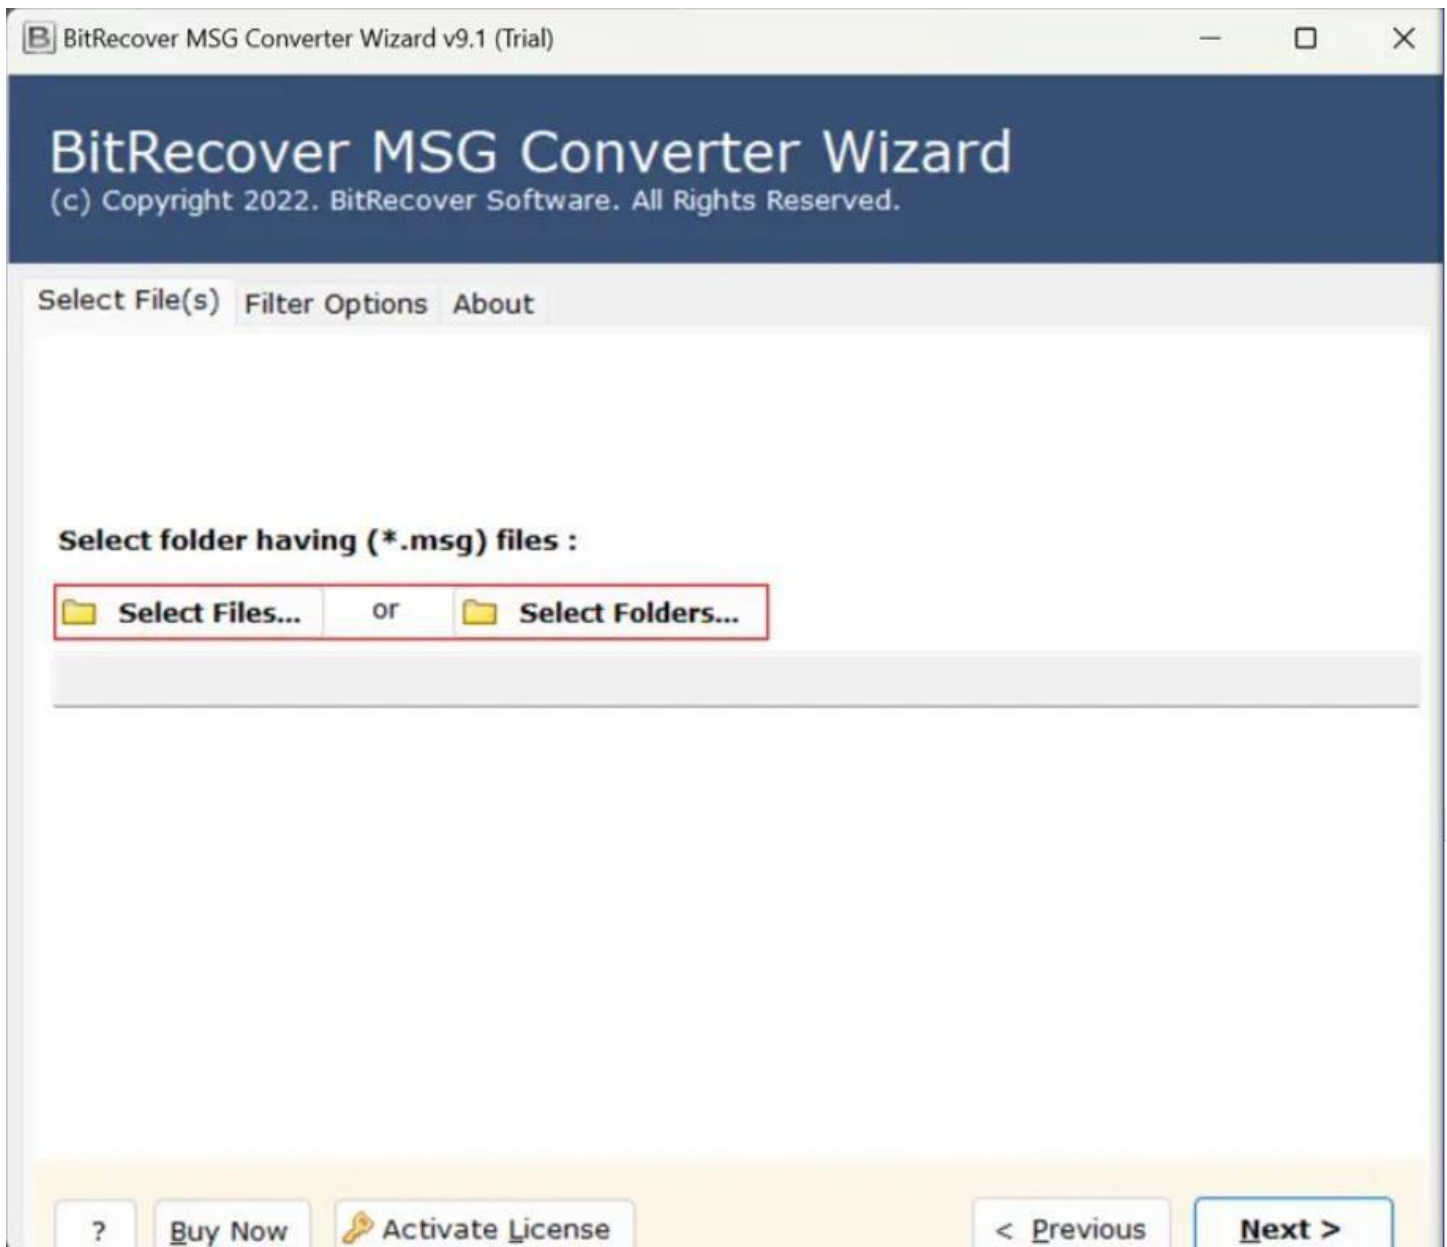 BitRecover MSG Converter Wizard v9.1 (Trial)
BitRecover MSG Converter Wizard
(c) Copyright 2022. BitRecover Software. All Rights Reserved.
Select File(s) Filter Options About
Select folder having (*.msg) files :
Select Files... or Select Folders...
? Buy Now Activate License < Previous Next >